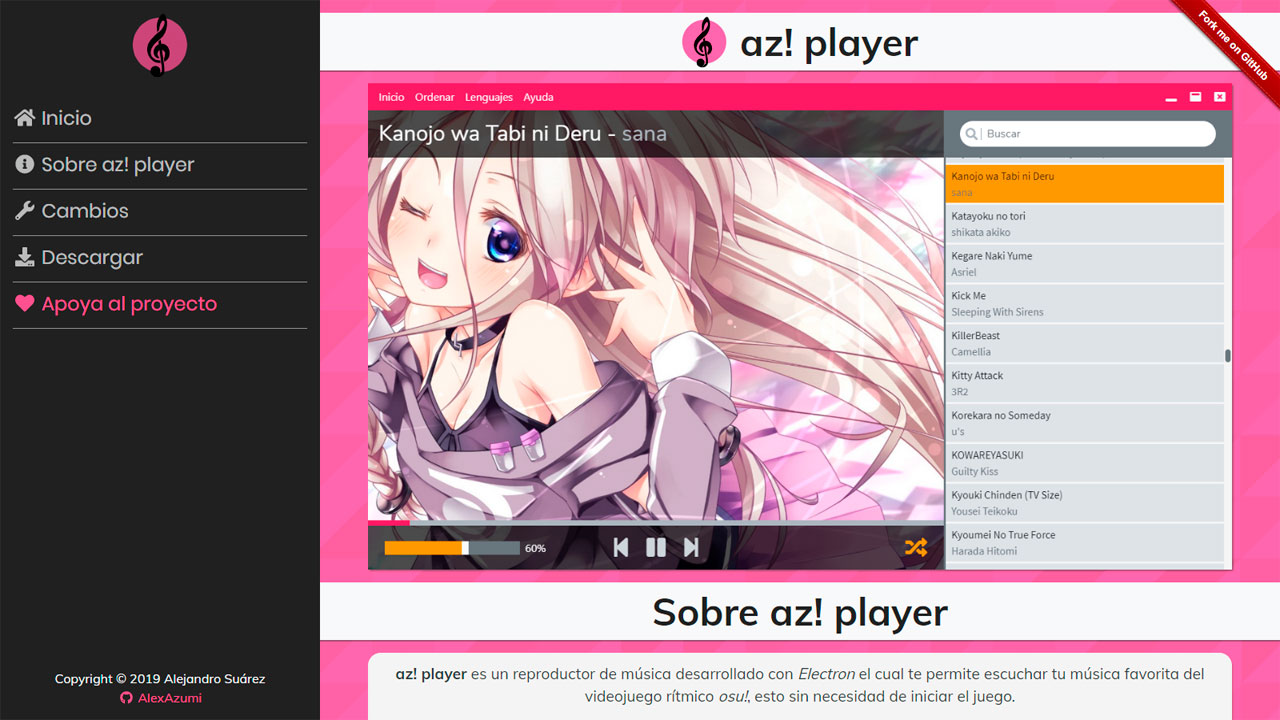 Inicio
Sobre az! player
Cambios
Descargar
Apoya al proyecto
Copyright © 2019 Alejandro Suárez
AlexAzumi
az! player
Fork me on GitHub
Inicio Ordenar Lenguajes Ayuda
Kanojo wa Tabi ni Deru - sana
60%
Buscar
Kanojo wa Tabi ni Deru
sana
Katayoku no tori
shikata akiko
Kegare Naki Yume
Asriel
Kick Me
Sleeping With Sirens
KillerBeast
Camellia
Kitty Attack
3R2
Korekara no Someday
u's
KOWAREYASUKI
Guilty Kiss
Kyouki Chinden (TV Size)
Yousei Teikoku
Kyoumei No True Force
Harada Hitomi
Sobre az! player
az! player es un reproductor de música desarrollado con Electron el cual te permite escuchar tu música favorita del
videojuego rítmico osu!, esto sin necesidad de iniciar el juego.